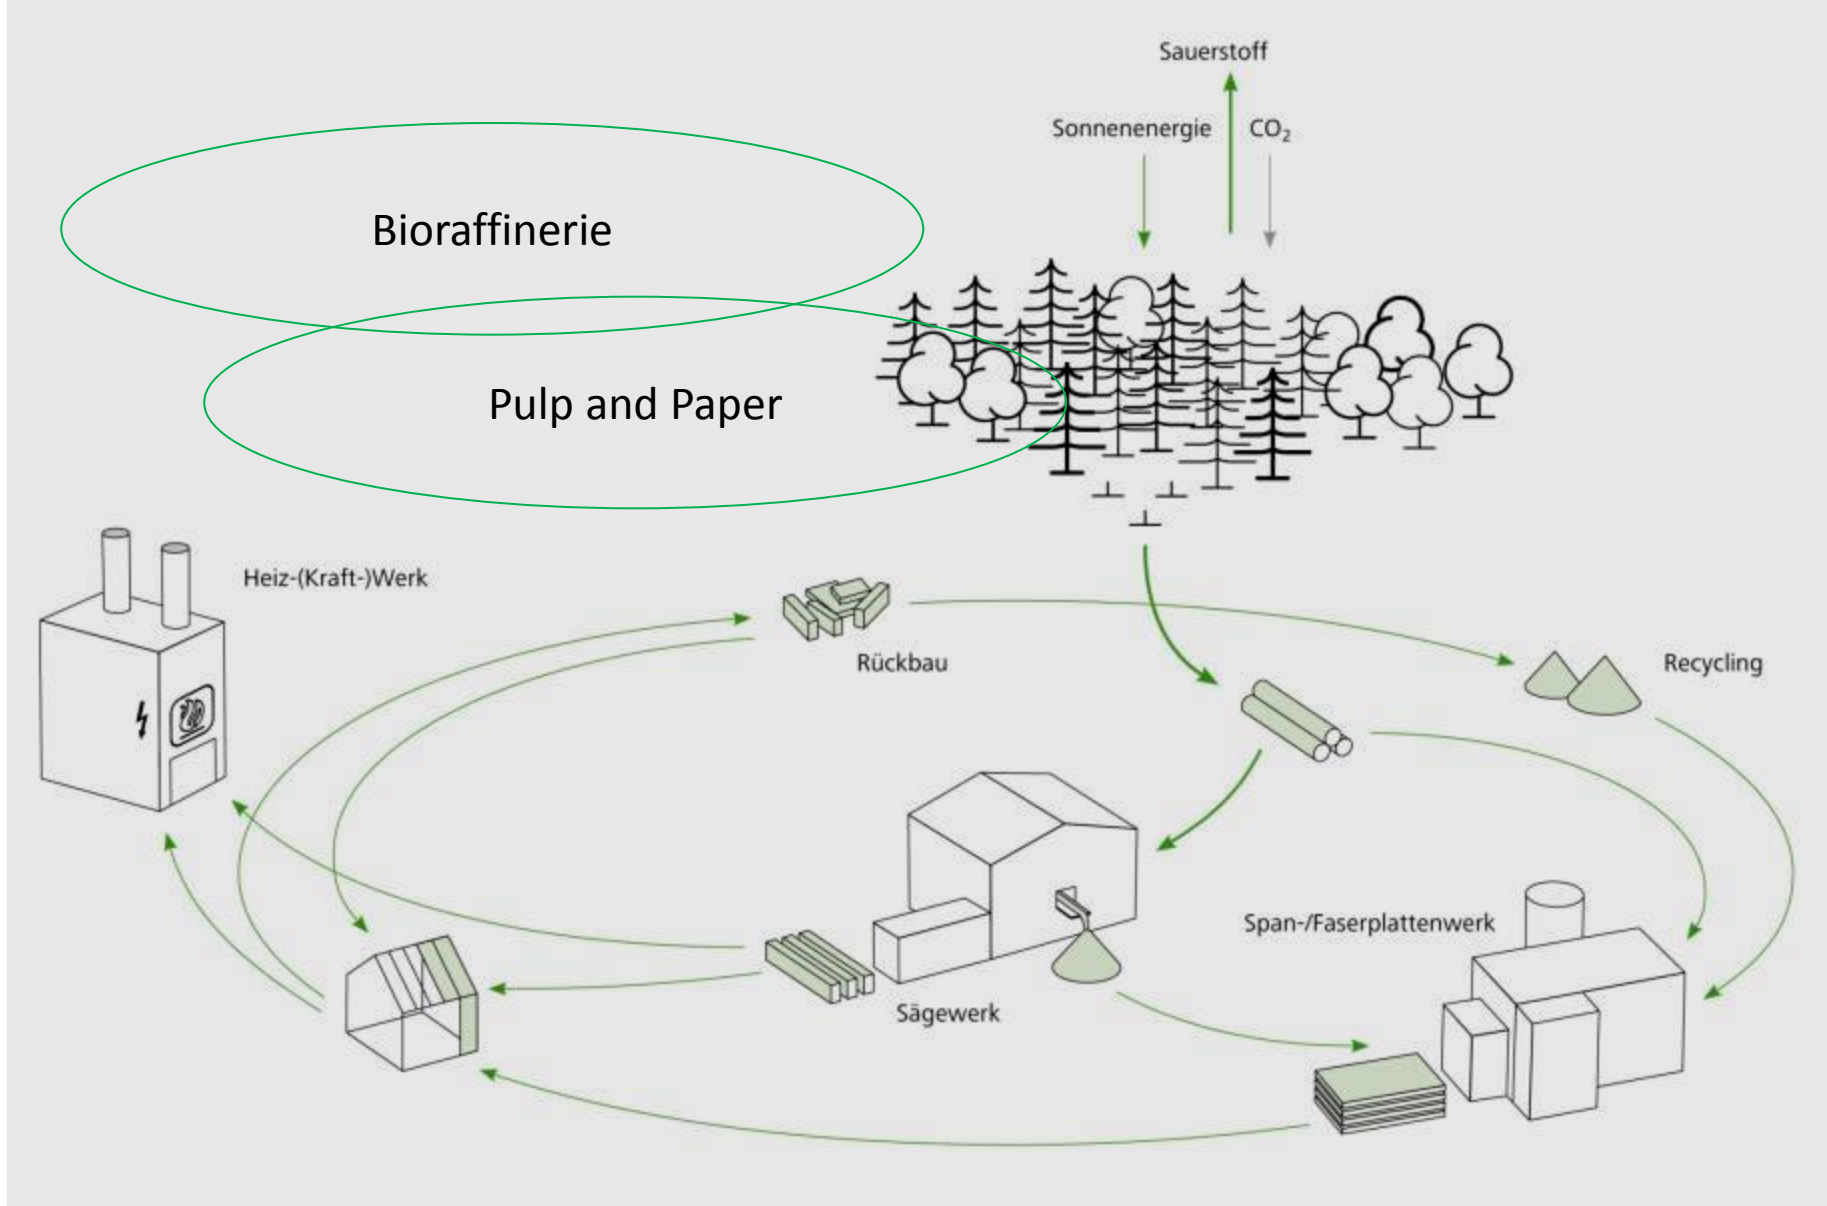 Sauerstoff
Sonnenenergie
CO₂
Bioraffinerie
Pulp and Paper
Heiz-(Kraft-)Werk
Rückbau
Recycling
Span-/Faserplattenwerk
Sägewerk